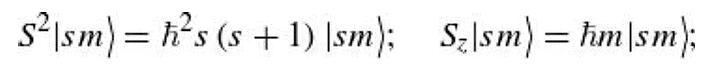 S²|sm⟩ = ℏ²s (s + 1) |sm⟩; S_z|sm⟩ = ℏm|sm⟩;